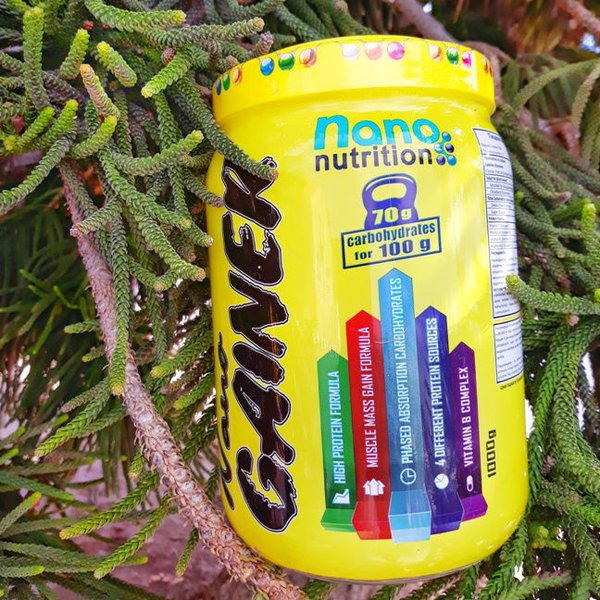 nano
nutrition
70g
Carbohydrates
for 100 g
Nano
GAINER
HIGH PROTEIN FORMULA
MUSCLE MASS GAIN FORMULA
PHASED ABSORPTION CARBOHYDRATES
4 DIFFERENT PROTEIN SOURCES
VITAMIN B COMPLEX
1000g